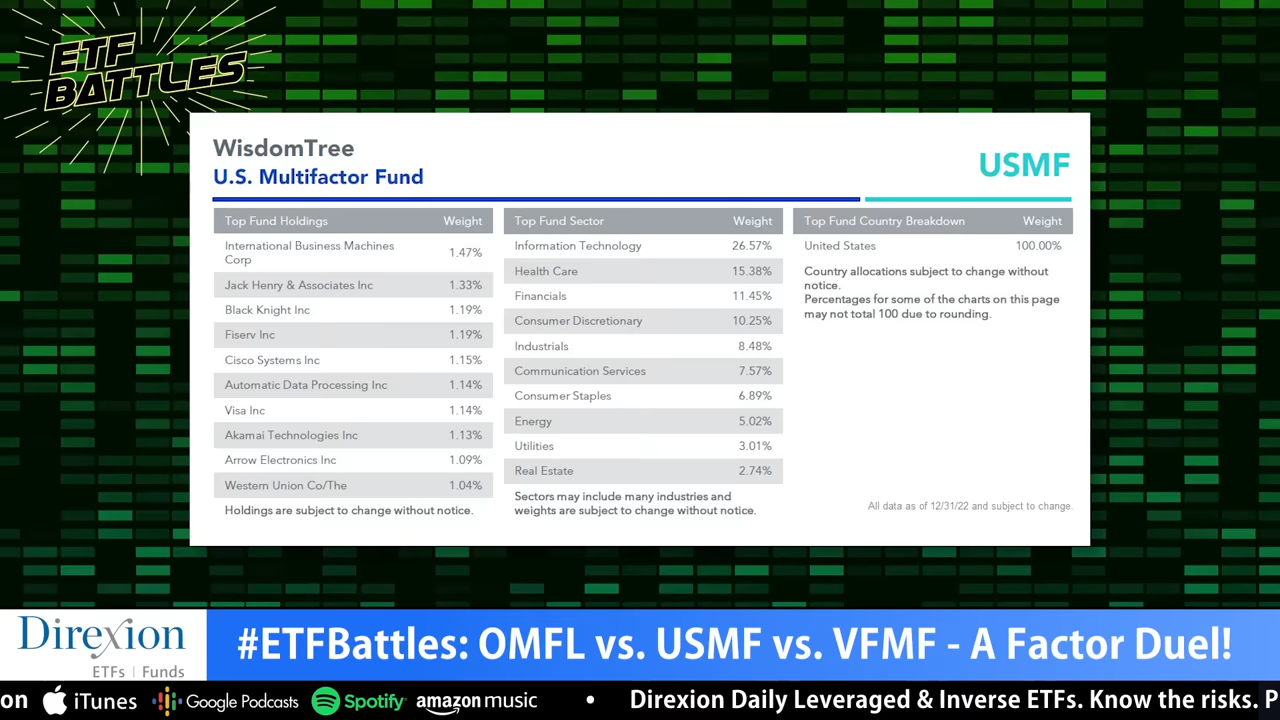 ETF
BATTLES
WisdomTree
U.S. Multifactor Fund
USMF
Top Fund Holdings Weight
International Business Machines
Corp 1.47%
Jack Henry & Associates Inc 1.33%
Black Knight Inc 1.19%
Fiserv Inc 1.19%
Cisco Systems Inc 1.15%
Automatic Data Processing Inc 1.14%
Visa Inc 1.14%
Akamai Technologies Inc 1.13%
Arrow Electronics Inc 1.09%
Western Union Co/The 1.04%
Holdings are subject to change without notice.
Top Fund Sector Weight
Information Technology 26.57%
Health Care 15.38%
Financials 11.45%
Consumer Discretionary 10.25%
Industrials 8.48%
Communication Services 7.57%
Consumer Staples 6.89%
Energy 5.02%
Utilities 3.01%
Real Estate 2.74%
Sectors may include many industries and
weights are subject to change without notice.
Top Fund Country Breakdown Weight
United States 100.00%
Country allocations subject to change without
notice.
Percentages for some of the charts on this page
may not total 100 due to rounding.
All data as of 12/31/22 and subject to change.
Direxion
ETFs | Funds
#ETFBattles: OMFL vs. USMF vs. VFMF - A Factor Duel!
on iTunes Google Podcasts Spotify amazon music • Direxion Daily Leveraged & Inverse ETFs. Know the risks. P